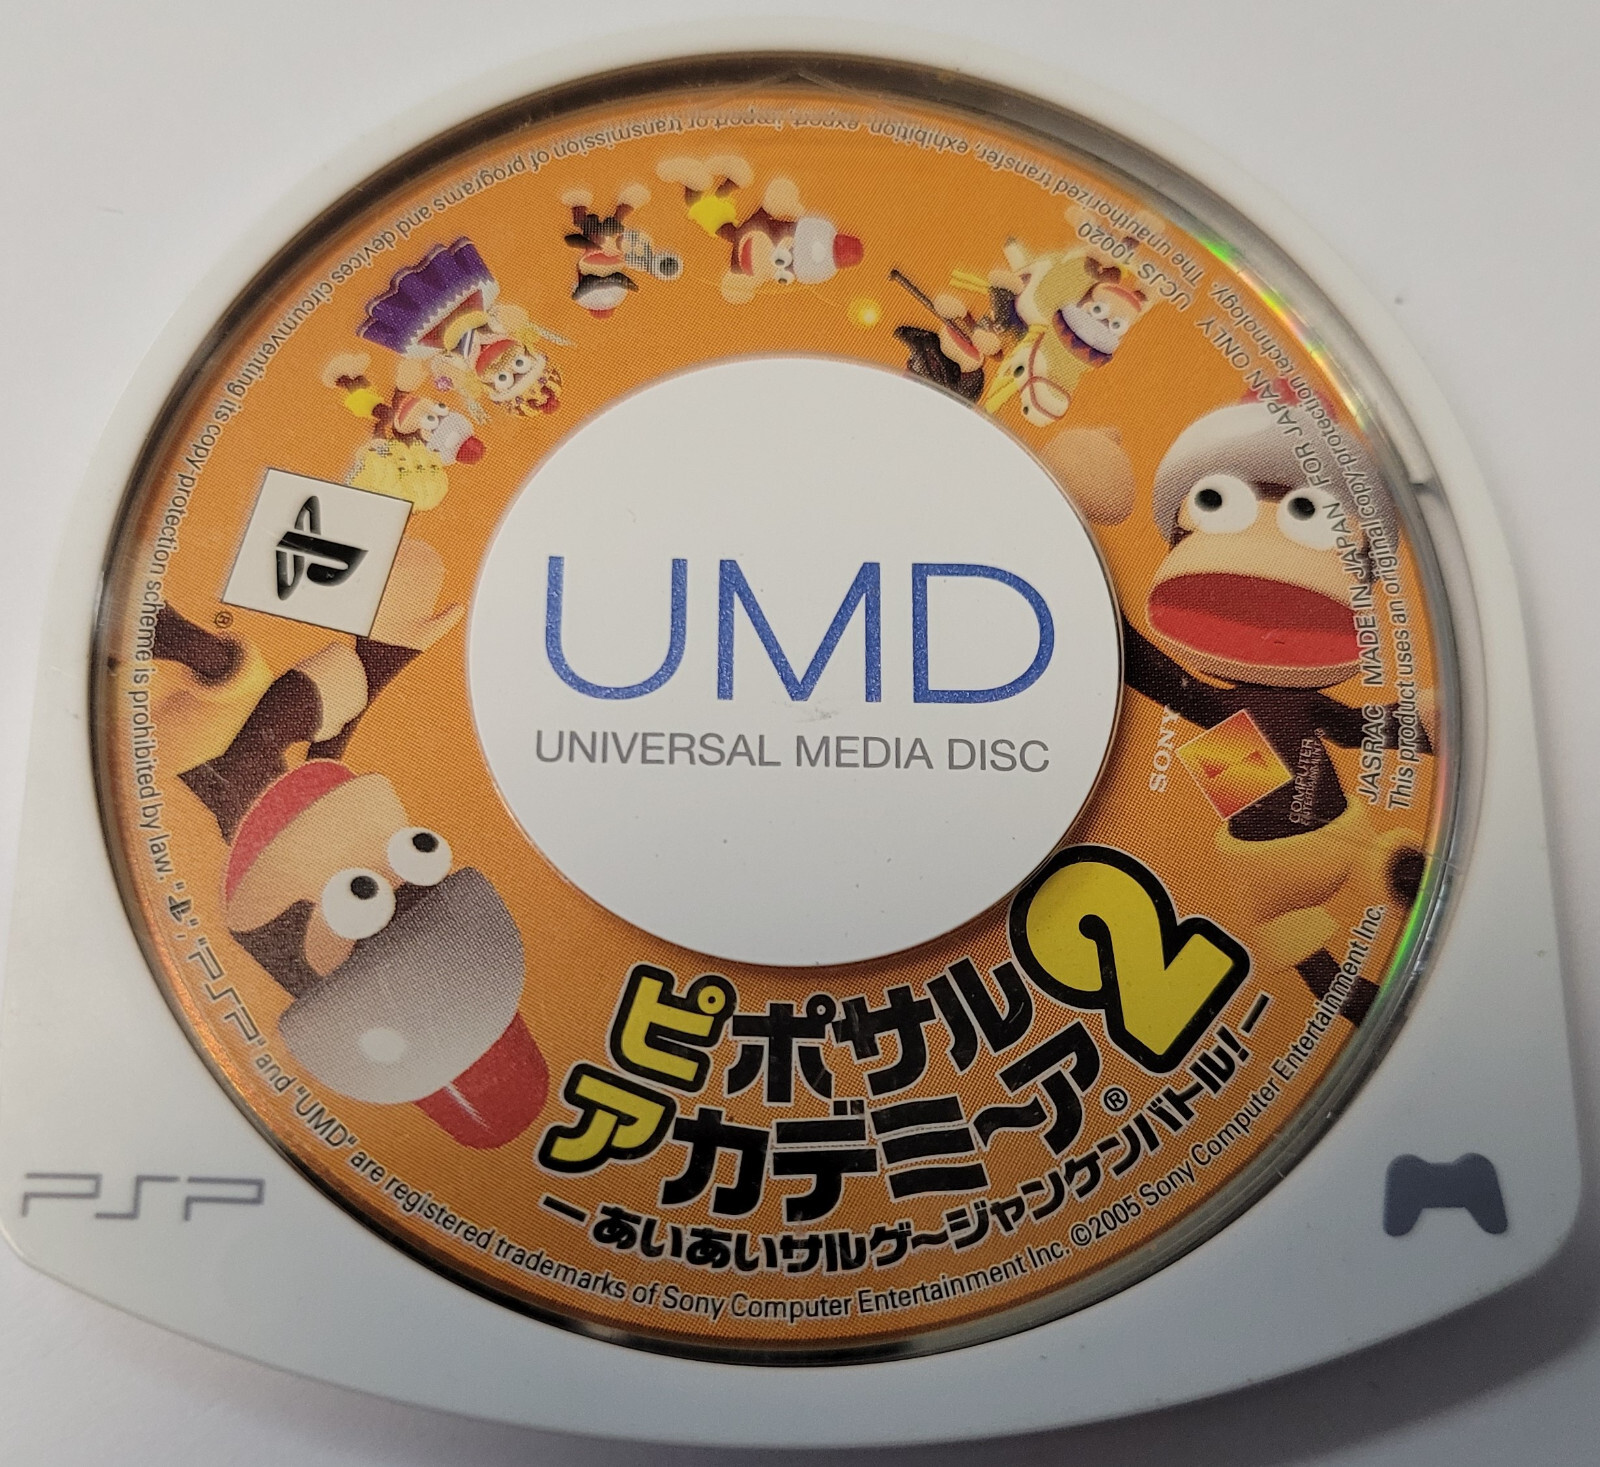 UMD
UNIVERSAL MEDIA DISC
ピポサル
アカデミ〜ア2®
ーあいあいサルゲ〜ジャンケンバトル!ー
SONY
COMPUTER
ENTERTAINMENT
®
UCJS 10020
FOR JAPAN ONLY
JASRAC MADE IN JAPAN
This product uses an original copy-protection technology. The unauthorized transfer, exhibition, export, import or transmission of programs and devices circumventing its copy-protection scheme is prohibited by law. " ", "PSP" and "UMD" are registered trademarks of Sony Computer Entertainment Inc. ©2005 Sony Computer Entertainment Inc.
PSP